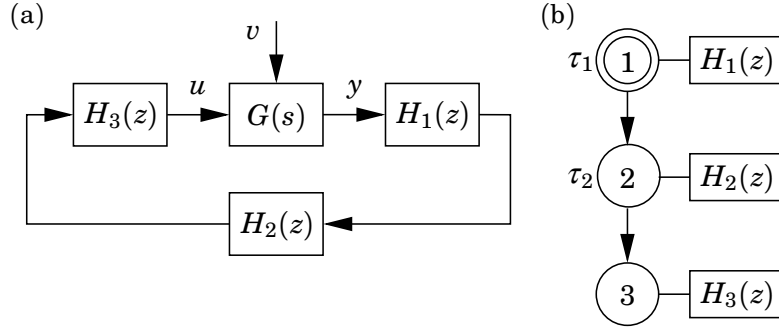 (a)
v
u
y
H₃(z)
G(s)
H₁(z)
H₂(z)
(b)
τ₁
1
H₁(z)
τ₂
2
H₂(z)
3
H₃(z)